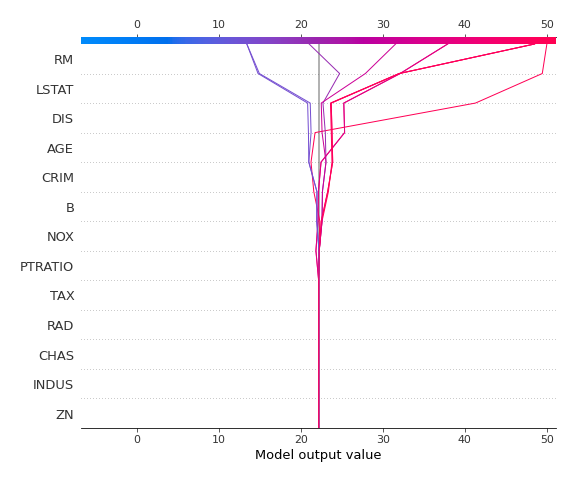 0 10 20 30 40 50
RM
LSTAT
DIS
AGE
CRIM
B
NOX
PTRATIO
TAX
RAD
CHAS
INDUS
ZN
0 10 20 30 40 50
Model output value